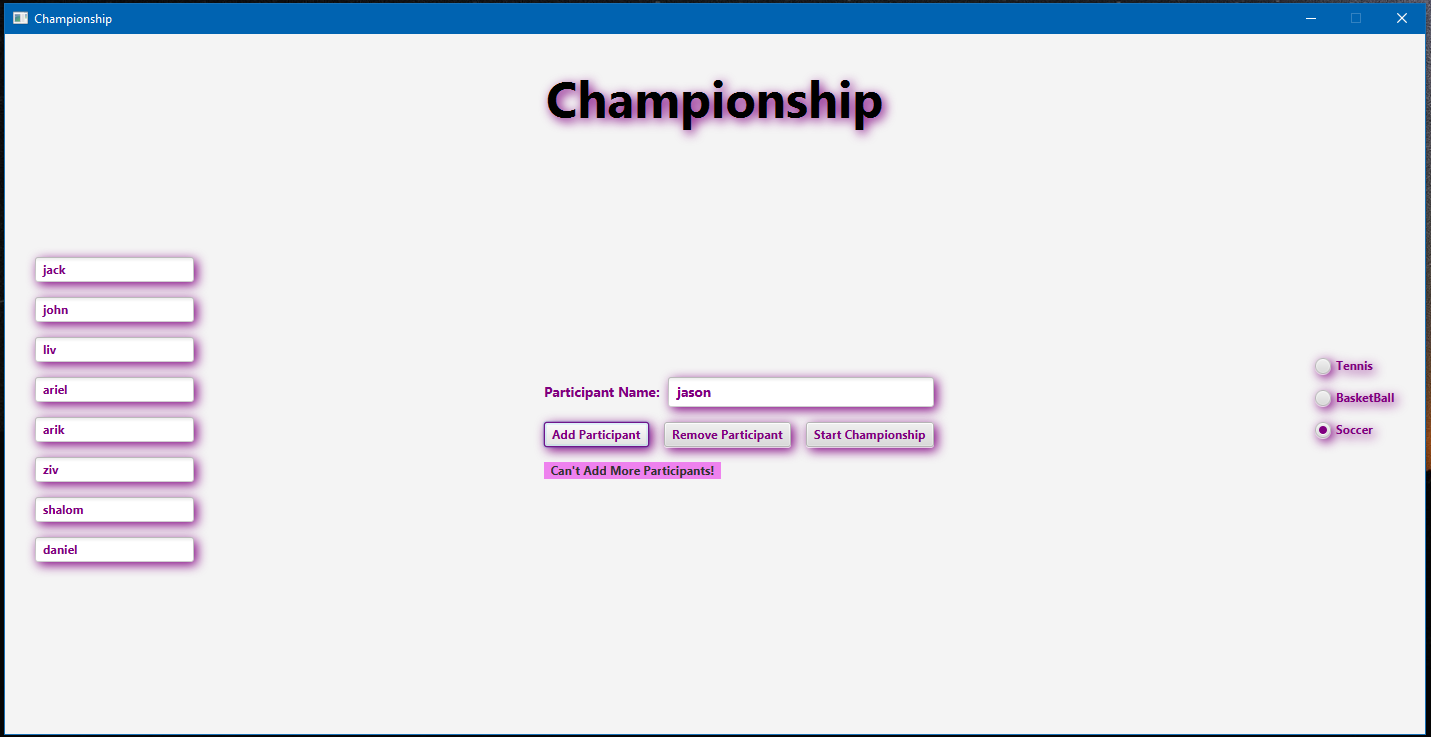 Championship
Championship
jack
john
liv
ariel
arik
ziv
shalom
daniel
Participant Name: jason
Add Participant Remove Participant Start Championship
Can't Add More Participants!
Tennis
BasketBall
Soccer